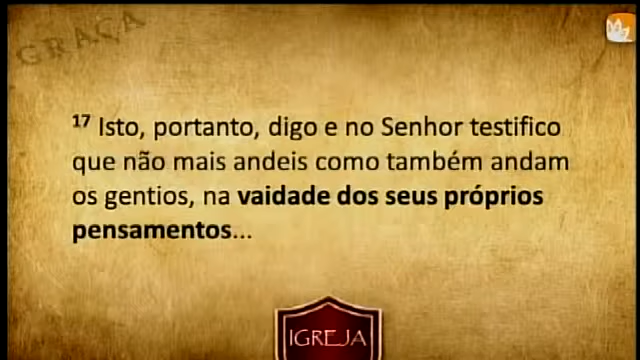 GRAÇA
¹⁷ Isto, portanto, digo e no Senhor testifico
que não mais andeis como também andam
os gentios, na vaidade dos seus próprios
pensamentos...
IGREJA